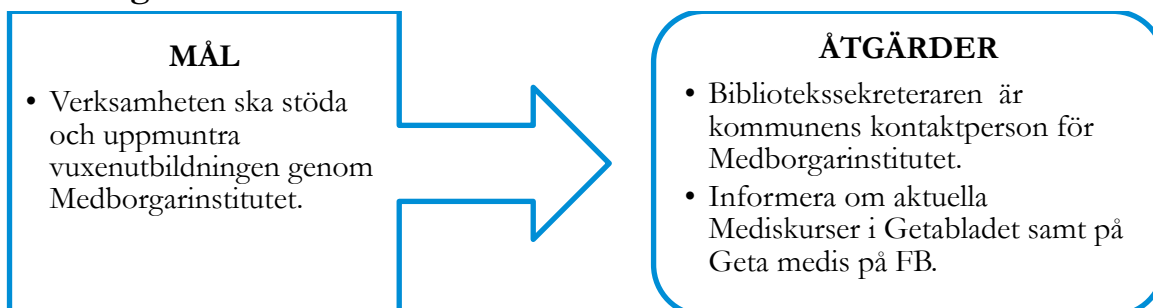 MÅL
• Verksamheten ska stöda
och uppmuntra
vuxenutbildningen genom
Medborgarinstitutet.
ÅTGÄRDER
• Bibliotekssekreteraren är
kommunens kontaktperson för
Medborgarinstitutet.
• Informera om aktuella
Mediskurser i Getabladet samt på
Geta medis på FB.